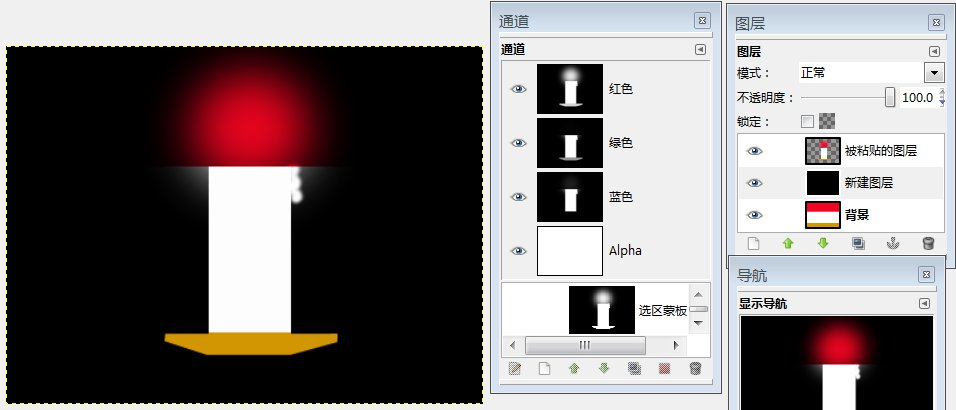 通道
通道
红色
绿色
蓝色
Alpha
选区蒙板
图层
图层
模式：
正常
不透明度：
100.0
锁定：
被粘贴的图层
新建图层
背景
导航
显示导航